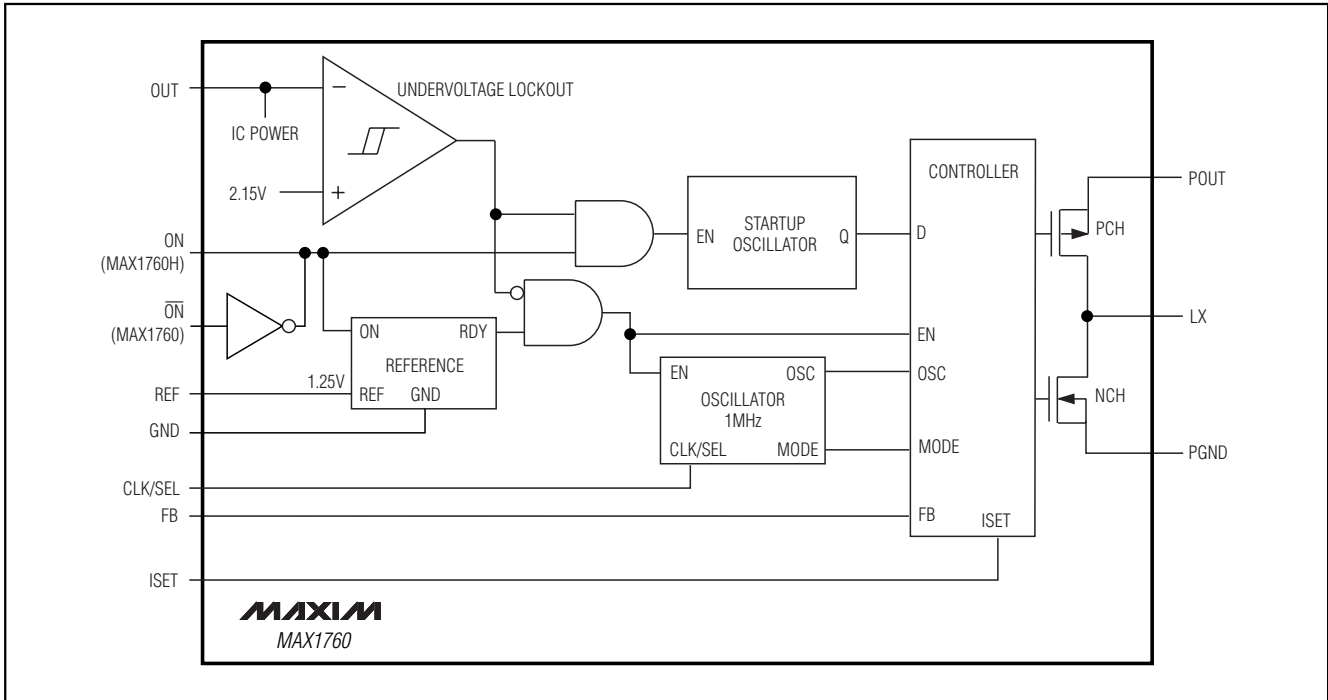 OUT
IC POWER
2.15V
−
+
UNDERVOLTAGE LOCKOUT
ON
(MAX1760H)
O̅N̅
(MAX1760)
ON
RDY
REFERENCE
1.25V
REF
GND
REF
GND
CLK/SEL
FB
ISET
EN
STARTUP
OSCILLATOR
Q
EN
OSC
OSCILLATOR
1MHz
CLK/SEL
MODE
CONTROLLER
D
EN
OSC
MODE
FB
ISET
PCH
NCH
POUT
LX
PGND
MAXIM
MAX1760